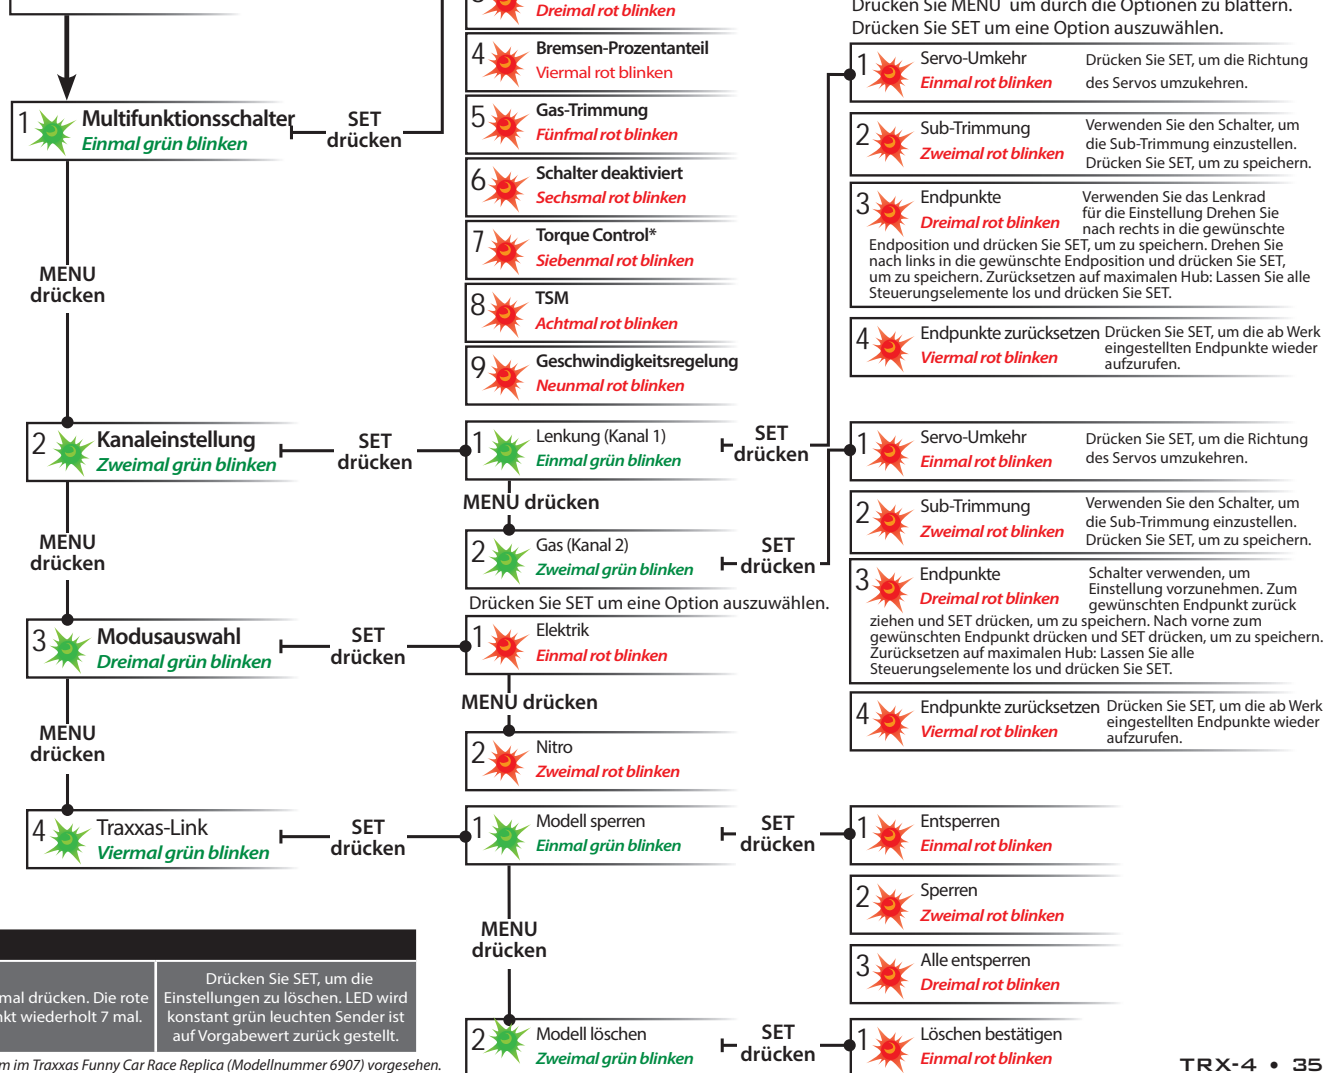 Dreimal rot blinken
4 Bremsen-Prozentanteil
Viermal rot blinken
5 Gas-Trimmung
Fünfmal rot blinken
6 Schalter deaktiviert
Sechsmal rot blinken
7 Torque Control*
Siebenmal rot blinken
8 TSM
Achtmal rot blinken
9 Geschwindigkeitsregelung
Neunmal rot blinken
1 Multifunktionsschalter
Einmal grün blinken
SET
drücken
MENU
drücken
2 Kanaleinstellung
Zweimal grün blinken
SET
drücken
1 Lenkung (Kanal 1)
Einmal grün blinken
SET
drücken
MENU drücken
2 Gas (Kanal 2)
Zweimal grün blinken
SET
drücken
MENU
drücken
Drücken Sie SET um eine Option auszuwählen.
3 Modusauswahl
Dreimal grün blinken
SET
drücken
1 Elektrik
Einmal rot blinken
MENU drücken
2 Nitro
Zweimal rot blinken
MENU
drücken
4 Traxxas-Link
Viermal grün blinken
SET
drücken
1 Modell sperren
Einmal grün blinken
SET
drücken
MENU
drücken
2 Modell löschen
Zweimal grün blinken
SET
drücken
Drücken Sie MENÜ um durch die Optionen zu blättern.
Drücken Sie SET um eine Option auszuwählen.
1 Servo-Umkehr
Einmal rot blinken
Drücken Sie SET, um die Richtung
des Servos umzukehren.
2 Sub-Trimmung
Zweimal rot blinken
Verwenden Sie den Schalter, um
die Sub-Trimmung einzustellen.
Drücken Sie SET, um zu speichern.
3 Endpunkte
Dreimal rot blinken
Verwenden Sie das Lenkrad
für die Einstellung Drehen Sie
nach rechts in die gewünschte
Endposition und drücken Sie SET, um zu speichern. Drehen Sie
nach links in die gewünschte Endposition und drücken Sie SET,
um zu speichern. Zurücksetzen auf maximalen Hub: Lassen Sie alle
Steuerungselemente los und drücken Sie SET.
4 Endpunkte zurücksetzen
Viermal rot blinken
Drücken Sie SET, um die ab Werk
eingestellten Endpunkte wieder
aufzurufen.
1 Servo-Umkehr
Einmal rot blinken
Drücken Sie SET, um die Richtung
des Servos umzukehren.
2 Sub-Trimmung
Zweimal rot blinken
Verwenden Sie den Schalter, um
die Sub-Trimmung einzustellen.
Drücken Sie SET, um zu speichern.
3 Endpunkte
Dreimal rot blinken
Schalter verwenden, um
Einstellung vorzunehmen. Zum
gewünschten Endpunkt zurück
ziehen und SET drücken, um zu speichern. Nach vorne zum
gewünschten Endpunkt drücken und SET drücken, um zu speichern.
Zurücksetzen auf maximalen Hub: Lassen Sie alle
Steuerungselemente los und drücken Sie SET.
4 Endpunkte zurücksetzen
Viermal rot blinken
Drücken Sie SET, um die ab Werk
eingestellten Endpunkte wieder
aufzurufen.
1 Entsperren
Einmal rot blinken
2 Sperren
Zweimal rot blinken
3 Alle entsperren
Dreimal rot blinken
1 Löschen bestätigen
Einmal rot blinken
mal drücken. Die rote
nkt wiederholt 7 mal.
Drücken Sie SET, um die
Einstellungen zu löschen. LED wird
konstant grün leuchten Sender ist
auf Vorgabewert zurück gestellt.
m im Traxxas Funny Car Race Replica (Modellnummer 6907) vorgesehen.
TRX-4 • 35